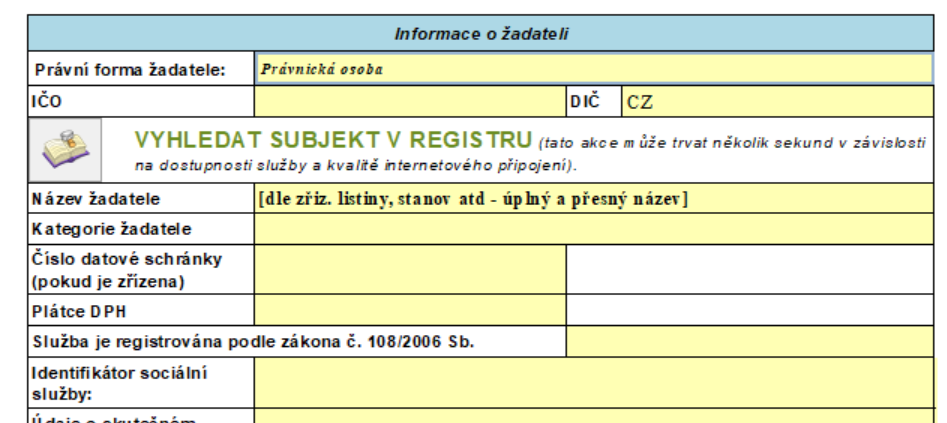 Informace o žadateli
Právní forma žadatele: Právnická osoba
IČO DIČ CZ
VYHLEDAT SUBJEKT V REGISTRU (tato akce může trvat několik sekund v závislosti
na dostupnosti služby a kvalitě internetového připojení).
Název žadatele [dle zřiz. listiny, stanov atd - úplný a přesný název]
Kategorie žadatele
Číslo datové schránky
(pokud je zřízena)
Plátce DPH
Služba je registrována podle zákona č. 108/2006 Sb.
Identifikátor sociální
služby:
Údaje o skutečném